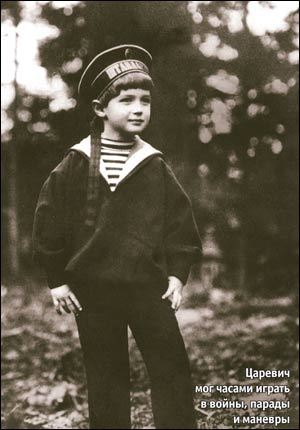 Царевич
мог часами играть
в войны, парады
и маневры